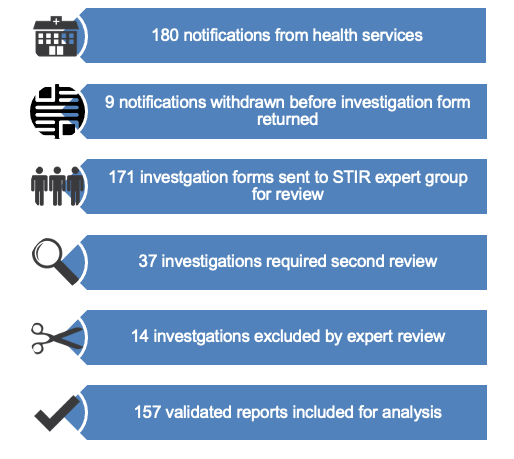 180 notifications from health services
9 notifications withdrawn before investigation form
returned
171 investgation forms sent to STIR expert group
for review
37 investigations required second review
14 investgations excluded by expert review
157 validated reports included for analysis